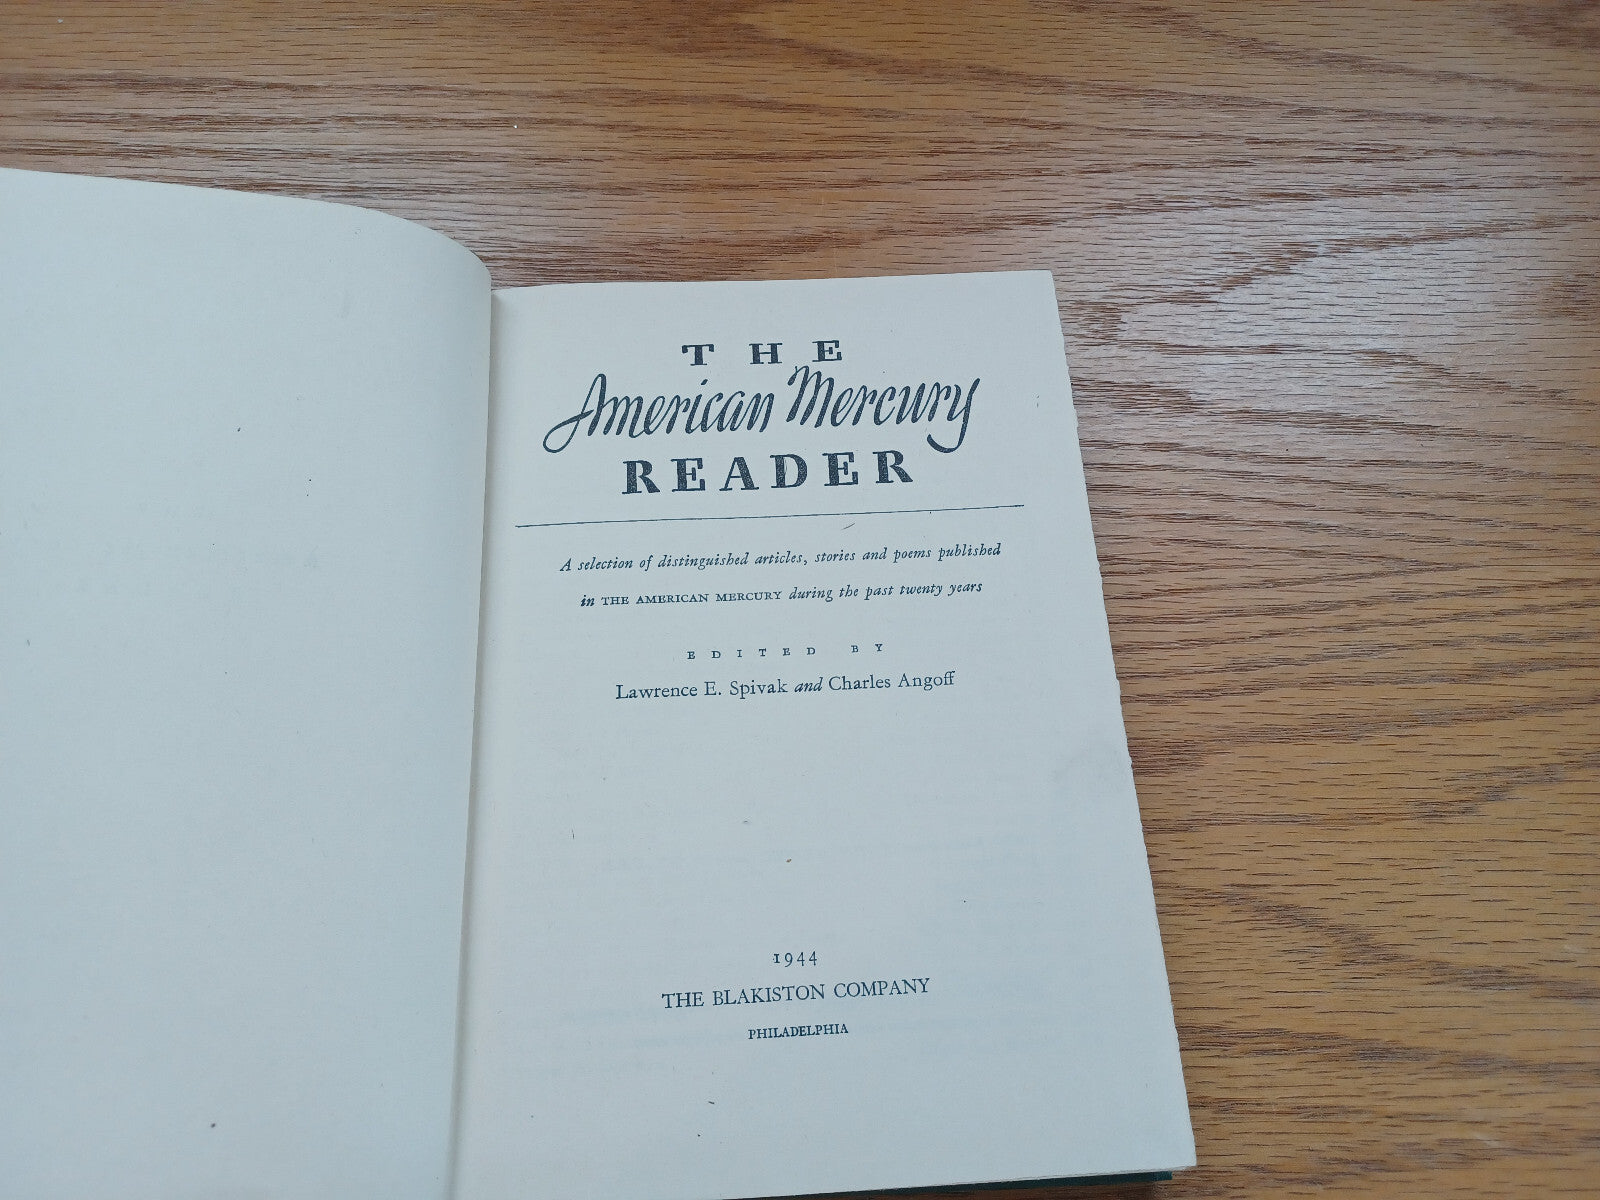 THE
American Mercury
READER
A selection of distinguished articles, stories and poems published
in THE AMERICAN MERCURY during the past twenty years
EDITED BY
Lawrence E. Spivak and Charles Angoff
1944
THE BLAKISTON COMPANY
PHILADELPHIA